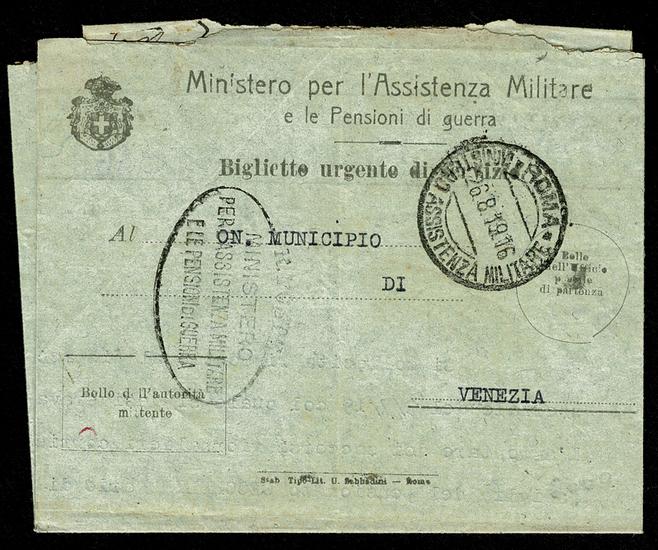 Ministero per l'Assistenza Militare
e le Pensioni di guerra
Biglietto urgente di
MINISTERO ASSISTENZA MILITARE
ROMA
Al ON. MUNICIPIO
DI
VENEZIA
MINISTERO
PER L'ASSISTENZA MILITARE
E LE PENSIONI DI GUERRA
Bollo
dell'Ufficio
postale
di partenza
Bollo dell'autorità
mittente
Stab Tipo-Lit. U. Sabbadini — Roma